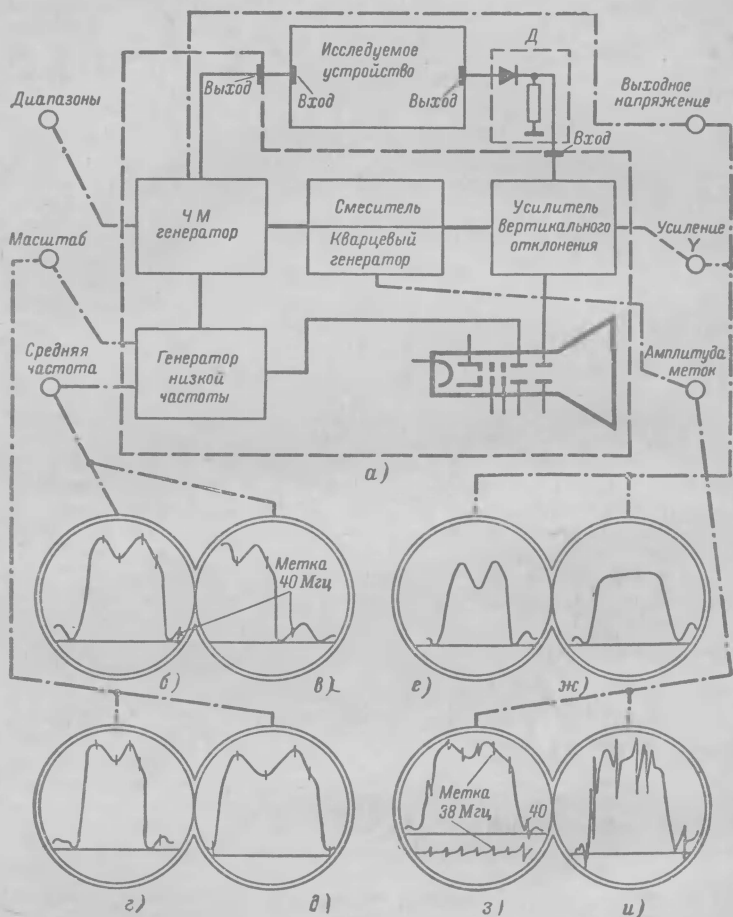 Исследуемое
устройство
Д
Выход
Вход
Выход
Вход
Диапазоны
Выходное
напряжение
ЧМ
генератор
Смеситель
Кварцевый
генератор
Усилитель
вертикального
отклонения
Масштаб
Усиление
Y
Средняя
частота
Генератор
низкой
частоты
Амплитуда
меток
а)
Метка
40 Мгц
б)
в)
е)
ж)
Метка
38 Мгц
40
г)
д)
з)
и)